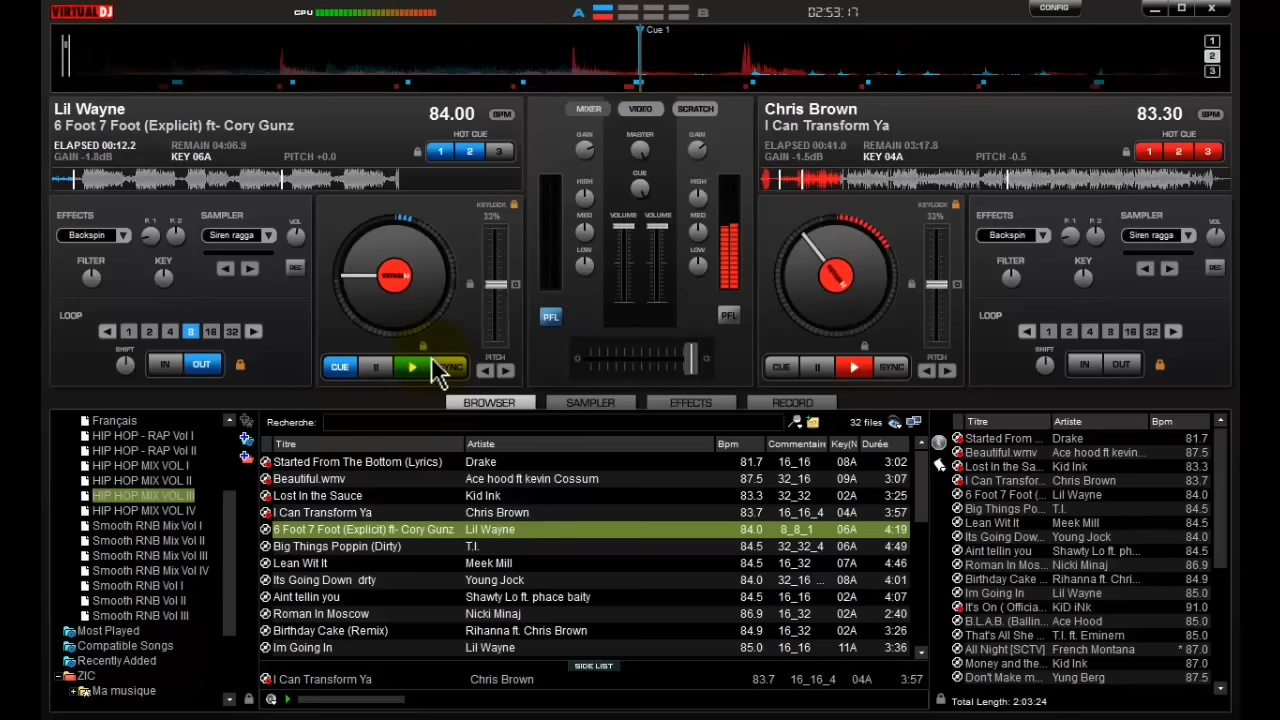 VIRTUAL DJ CPU A B 02:53:17 CONFIG
Cue 1
1
2
3
Lil Wayne 84.00 BPM
6 Foot 7 Foot (Explicit) ft- Cory Gunz
HOT CUE
ELAPSED 00:12.2 REMAIN 04:06.9 1 2 3
GAIN -1.8dB KEY 06A PITCH +0.0
MIXER VIDEO SCRATCH
GAIN MASTER GAIN
CUE
HIGH HIGH
MED VOLUME VOLUME MED
LOW LOW
PFL PFL
Chris Brown 83.30 BPM
I Can Transform Ya
HOT CUE
ELAPSED 00:41.0 REMAIN 03:17.8 1 2 3
GAIN -1.5dB KEY 04A PITCH -0.5
EFFECTS SAMPLER VOL
P. 1 P. 2
Backspin Siren ragga
FILTER KEY REC
LOOP
1 2 4 8 16 32
SHIFT IN OUT
KEYLOCK
33%
VIRTUAL DJ
CUE SYNC PITCH
KEYLOCK
33%
CUE SYNC PITCH
EFFECTS SAMPLER VOL
P. 1 P. 2
Backspin Siren ragga
FILTER KEY REC
LOOP
1 2 4 8 16 32
SHIFT IN OUT
BROWSER SAMPLER EFFECTS RECORD
Français
HIP HOP - RAP Vol I
HIP HOP - RAP Vol II
HIP HOP MIX VOL I
HIP HOP MIX VOL II
HIP HOP MIX VOL III
HIP HOP MIX VOL IV
Smooth RNB Mix Vol I
Smooth RNB Mix Vol II
Smooth RNB Mix Vol III
Smooth RNB Mix Vol IV
Smooth RNB Vol I
Smooth RNB Vol II
Smooth RNB Vol III
Most Played
Compatible Songs
Recently Added
ZIC
Ma musique
Recherche: 32 files
Titre Artiste Bpm Commentaire Key(N Durée
Started From The Bottom (Lyrics) Drake 81.7 16_16 08A 3:02
Beautiful.wmv Ace hood ft kevin Cossum 87.5 32_16 09A 3:07
Lost In the Sauce Kid Ink 83.3 32_16 02A 3:25
I Can Transform Ya Chris Brown 83.7 16_16_4 04A 3:57
6 Foot 7 Foot (Explicit) ft- Cory Gunz Lil Wayne 84.0 8_8_1 06A 4:19
Big Things Poppin (Dirty) T.I. 84.5 32_32_4 06A 4:49
Lean Wit It Meek Mill 84.5 16_32 07A 4:46
Its Going Down drty Young Jock 84.0 32_16 ... 08A 4:01
Aint tellin you Shawty Lo ft. phace baity 84.5 16_16 02A 4:07
Roman In Moscow Nicki Minaj 86.9 16_32 02A 2:40
Birthday Cake (Remix) Rihanna ft. Chris Brown 84.9 16_32 03A 3:26
Im Going In Lil Wayne 85.0 16_32 11A 3:36
SIDE LIST
I Can Transform Ya Chris Brown 83.7 16_16_4 04A 3:57
Titre Artiste Bpm
Started From ... Drake 81.7
Beautiful.wmv Ace hood ft kevin... 87.5
Lost In the Sa... Kid Ink 83.3
I Can Transfor... Chris Brown 83.7
6 Foot 7 Foot (... Lil Wayne 84.0
Big Things Po... T.I. 84.5
Lean Wit It Meek Mill 84.5
Its Going Dow... Young Jock 84.0
Aint tellin you Shawty Lo ft. ph... 84.5
Roman In Mos... Nicki Minaj 86.9
Birthday Cake ... Rihanna ft. Chri... 84.9
Im Going In Lil Wayne 85.0
It's On ( Officia... KiD iNk 91.0
B.L.A.B. (Ballin... Ace Hood 85.0
That's All She ... T.I. ft. Eminem 85.0
All Night [SCTV] French Montana * 87.0
Money and the... Kid Ink 85.0
Don't Make m... Yung Berg 85.0
Total Length: 2:03:24